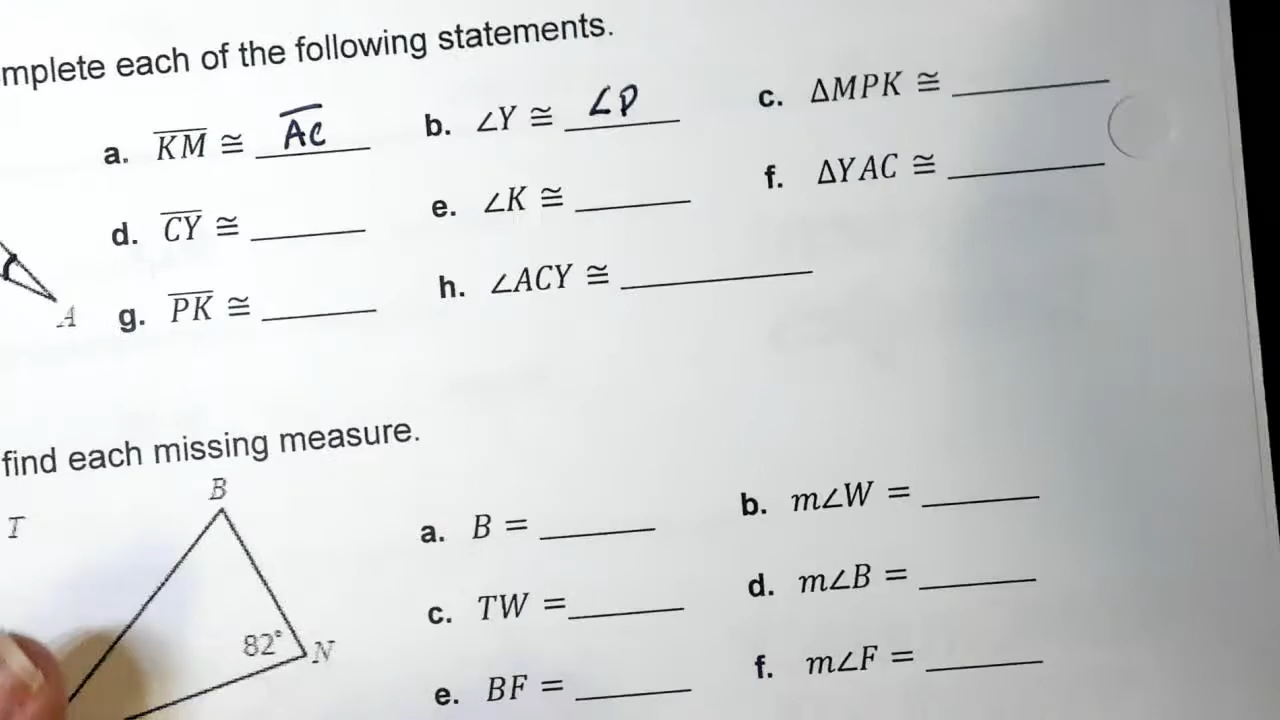 mplete each of the following statements.
a. KM ≅ AC b. ∠Y ≅ ∠P c. ΔMPK ≅
d. CY ≅ e. ∠K ≅ f. ΔYAC ≅
g. PK ≅ h. ∠ACY ≅
A
find each missing measure.
T
B
82°
N
a. B = b. m∠W =
c. TW = d. m∠B =
e. BF = f. m∠F =